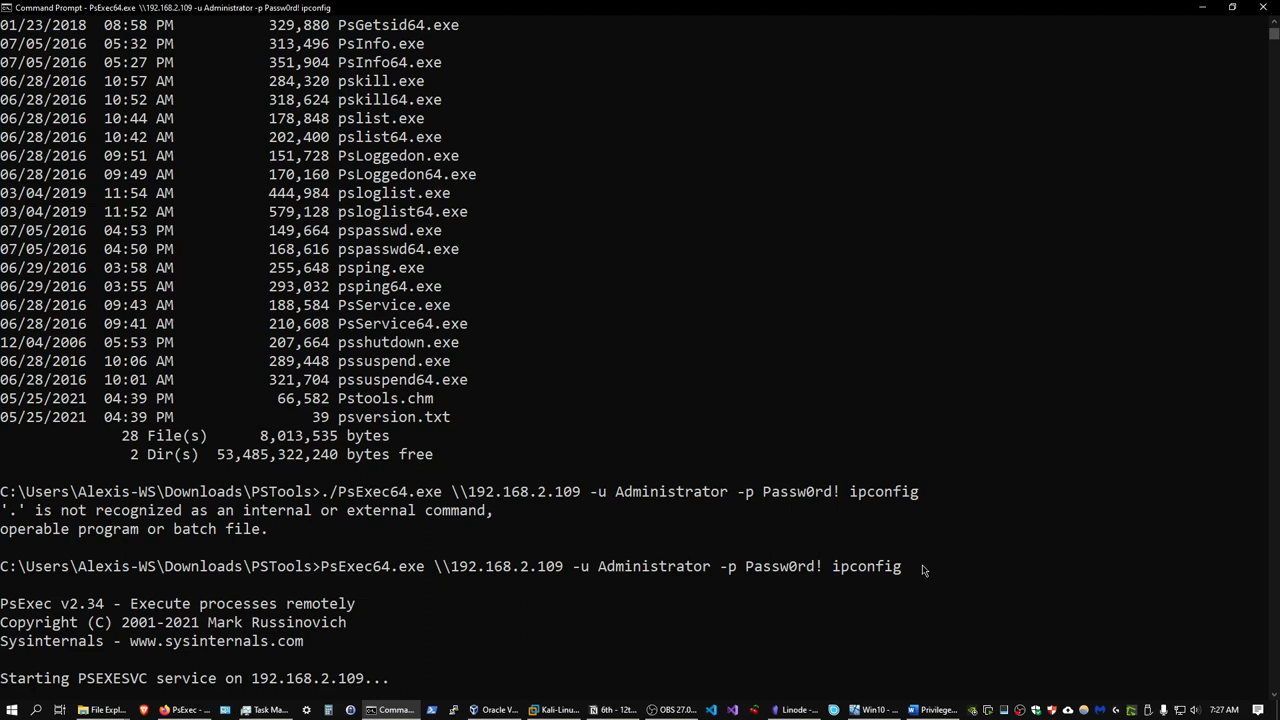 Command Prompt - PsExec64.exe  \\192.168.2.109 -u Administrator -p Passw0rd! ipconfig
01/23/2018  08:58 PM           329,880 PsGetsid64.exe
07/05/2016  05:32 PM           313,496 PsInfo.exe
07/05/2016  05:27 PM           351,904 PsInfo64.exe
06/28/2016  10:57 AM           284,320 pskill.exe
06/28/2016  10:52 AM           318,624 pskill64.exe
06/28/2016  10:44 AM           178,848 pslist.exe
06/28/2016  10:42 AM           202,400 pslist64.exe
06/28/2016  09:51 AM           151,728 PsLoggedon.exe
06/28/2016  09:49 AM           170,160 PsLoggedon64.exe
03/04/2019  11:54 AM           444,984 psloglist.exe
03/04/2019  11:52 AM           579,128 psloglist64.exe
07/05/2016  04:53 PM           149,664 pspasswd.exe
07/05/2016  04:50 PM           168,616 pspasswd64.exe
06/29/2016  03:58 AM           255,648 psping.exe
06/29/2016  03:55 AM           293,032 psping64.exe
06/28/2016  09:43 AM           188,584 PsService.exe
06/28/2016  09:41 AM           210,608 PsService64.exe
12/04/2006  05:53 PM           207,664 psshutdown.exe
06/28/2016  10:06 AM           289,448 pssuspend.exe
06/28/2016  10:01 AM           321,704 pssuspend64.exe
05/25/2021  04:39 PM            66,582 Pstools.chm
05/25/2021  04:39 PM                39 psversion.txt
28 File(s)      8,013,535 bytes
2 Dir(s)  53,485,322,240 bytes free
C:\Users\Alexis-WS\Downloads\PSTools>./PsExec64.exe \\192.168.2.109 -u Administrator -p Passw0rd! ipconfig
'.' is not recognized as an internal or external command,
operable program or batch file.
C:\Users\Alexis-WS\Downloads\PSTools>PsExec64.exe \\192.168.2.109 -u Administrator -p Passw0rd! ipconfig
PsExec v2.34 - Execute processes remotely
Copyright (C) 2001-2021 Mark Russinovich
Sysinternals - www.sysinternals.com
Starting PSEXESVC service on 192.168.2.109...
File Expl... PsExec — ... Task Ma... Comma... Oracle V... Kali-Linu... 6th - 12t... OBS 27.0... Linode - ... Win10 - ... Privilege... 7:27 AM